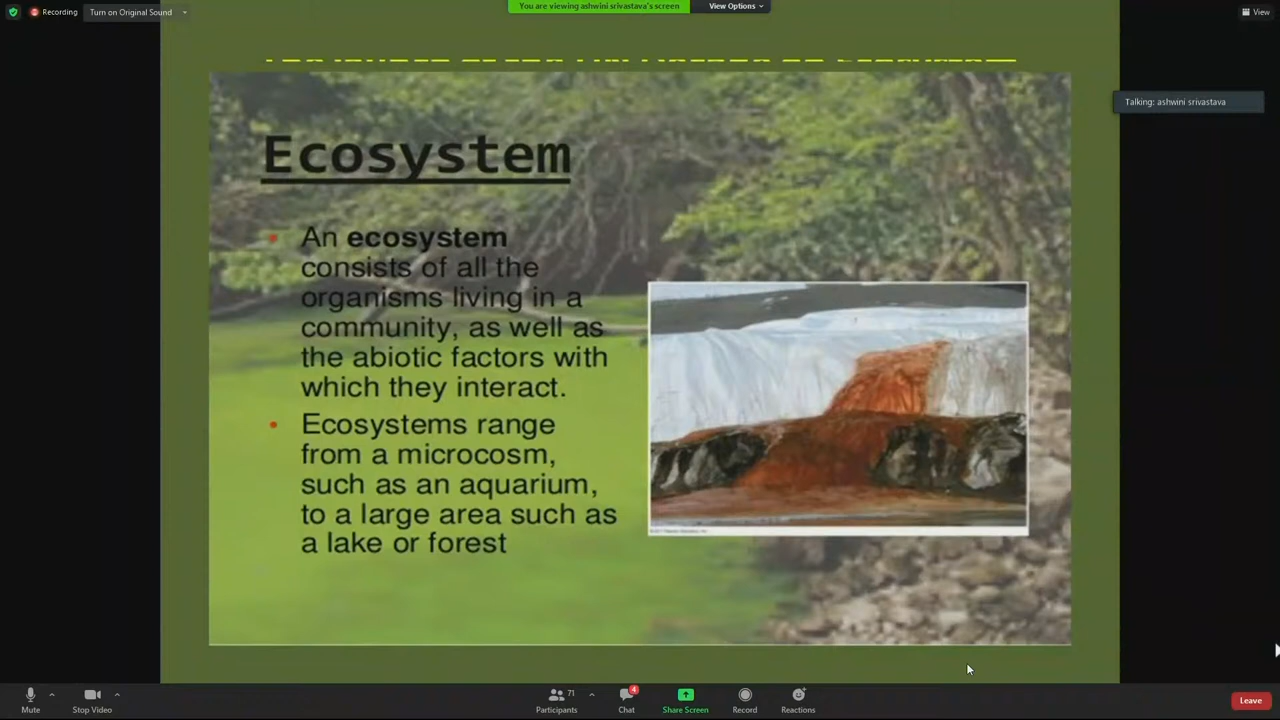 Recording
Turn on Original Sound
You are viewing ashwini srivastava's screen
View Options
View
Talking: ashwini srivastava
Ecosystem
• An ecosystem
consists of all the
organisms living in a
community, as well as
the abiotic factors with
which they interact.
• Ecosystems range
from a microcosm,
such as an aquarium,
to a large area such as
a lake or forest
Mute
Stop Video
71
Participants
4
Chat
Share Screen
Record
Reactions
Leave